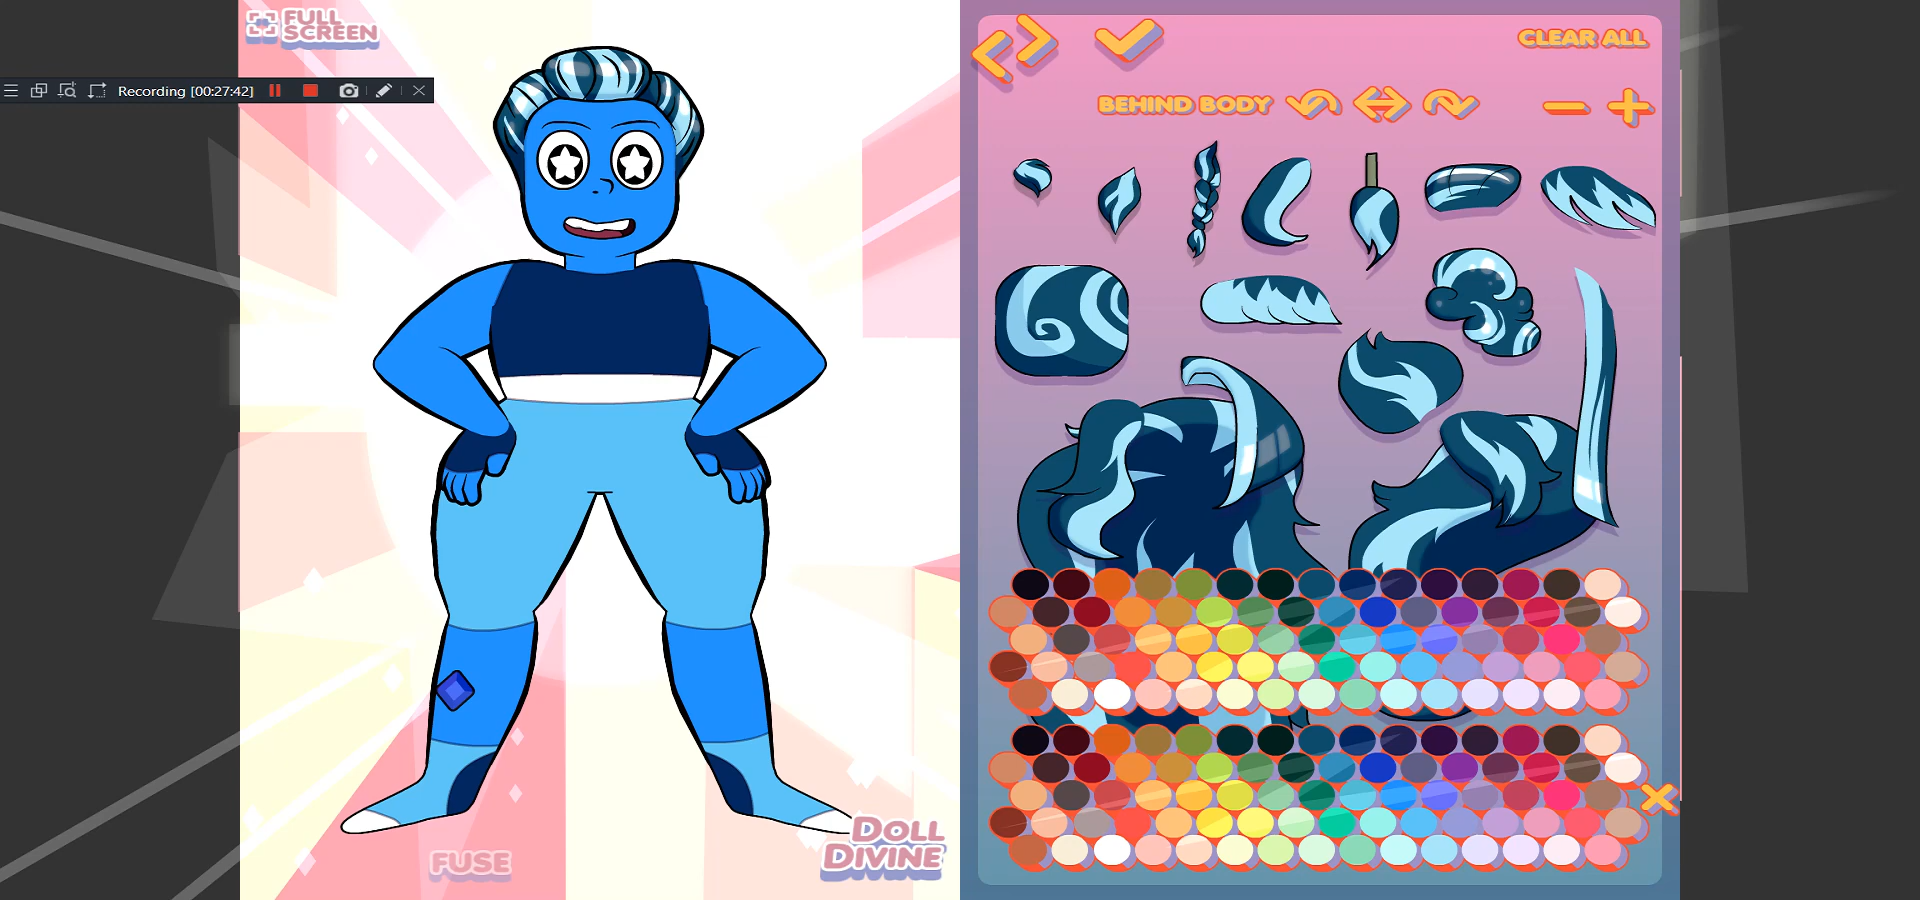 FULL
SCREEN
Recording [00:27:42]
CLEAR ALL
BEHIND BODY
DOLL
DIVINE
FUSE